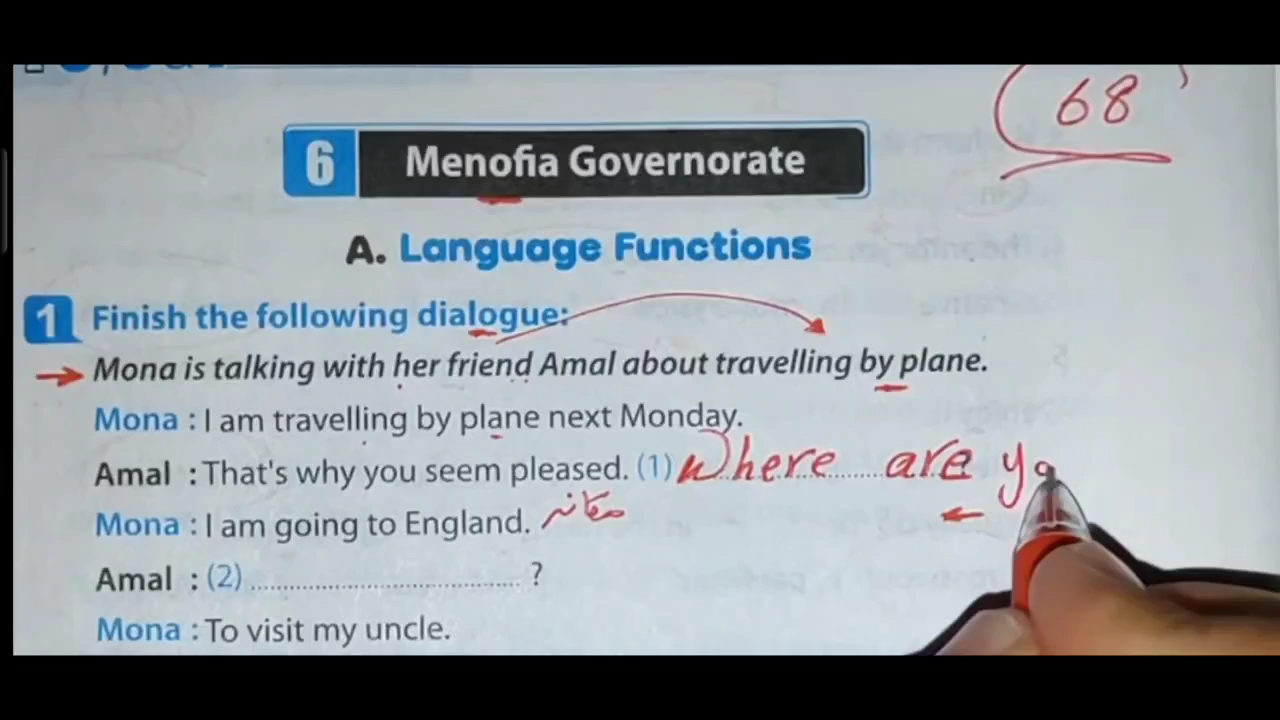 68
6 Menofia Governorate
A. Language Functions
1 Finish the following dialogue:
Mona is talking with her friend Amal about travelling by plane.
Mona : I am travelling by plane next Monday.
Amal : That's why you seem pleased. (1) Where are yo
Mona : I am going to England.
Amal : (2) ........................................ ?
Mona : To visit my uncle.